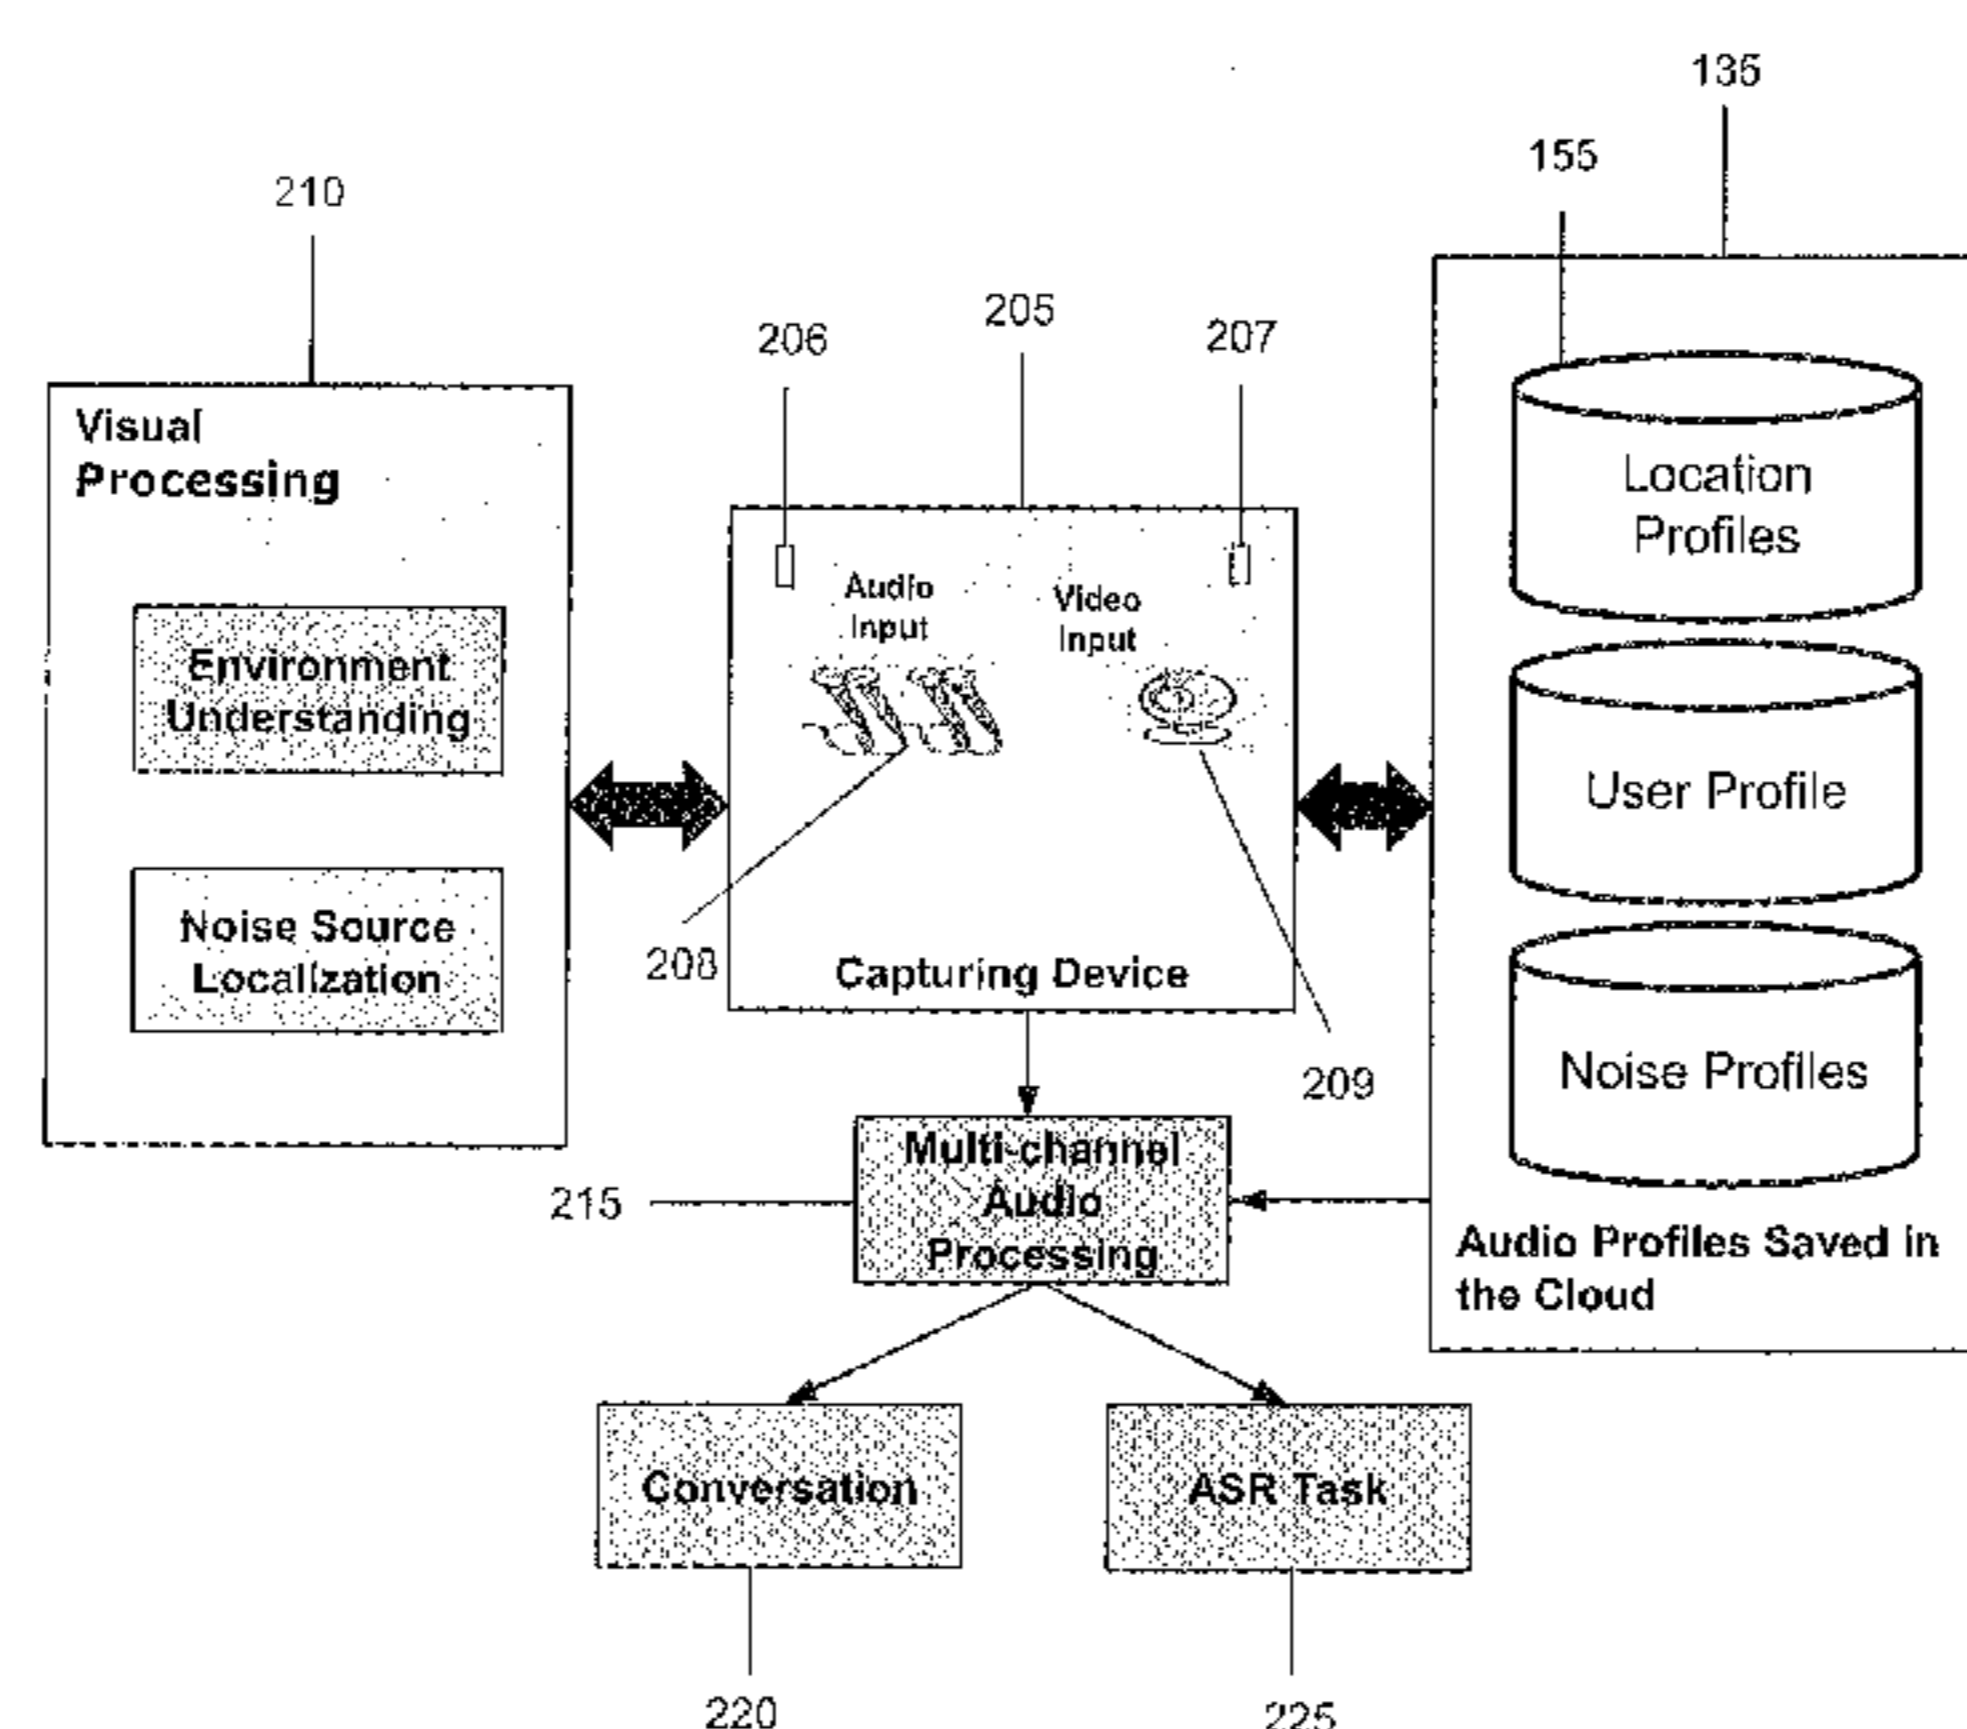 135
155
210
205
206
207
Visual
Processing
Environment
Understanding
Noise Source
Localization
Audio
Input
Video
Input
208
Capturing Device
209
Location
Profiles
User Profile
Noise Profiles
Audio Profiles Saved in
the Cloud
Multi-channel
Audio
Processing
215
Conversation
ASR Task
220
225